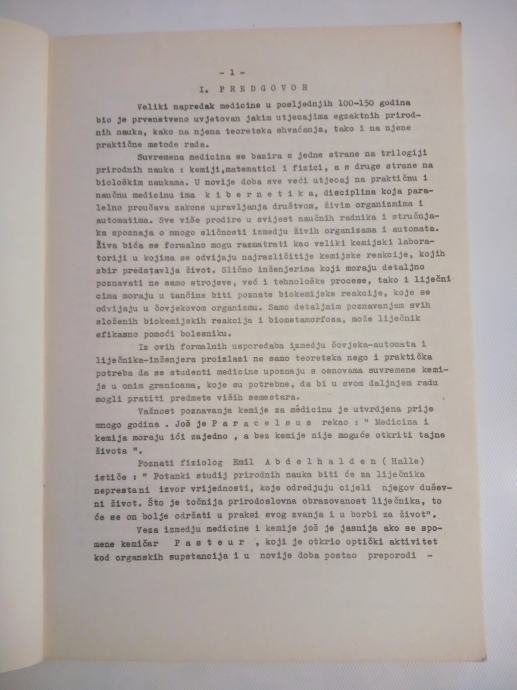 - 1 -
I. P R E D G O V O R
Veliki napredak medicine u posljednjih 100-150 godina
bio je prvenstveno uvjetovan jakim utjecajima egzaktnih prirod-
nih nauka, kako na njena teoretska shvaćanja, tako i na njene
praktične metode rada.
Suvremena medicina se bazira s jedne strane na trilogiji
prirodnih nauka : kemiji,matematici i fizici, a s druge strane na
biološkim naukama. U novije doba sve veći utjecaj na praktičnu i
naučnu medicinu ima k i b e r n e t i k a, disciplina koja para-
lelno proučava zakone upravljanja društvom, živim organizmima i
automatima. Sve više prodire u svijest naučnih radnika i stručnja-
ka spoznaja o mnogo sličnosti izmedju živih organizama i automata.
Živa bića se formalno mogu razmatrati kao veliki kemijski labora-
toriji u kojima se odvijaju najrazličitije kemijske reakcije, kojih
zbir predstavlja život. Slično inženjerima koji moraju detaljno
poznavati ne samo strojeve, već i tehnološke procese, tako i liječni
cima moraju u tančine biti poznate biokemijske reakcije, koje se
odvijaju u čovjekovom organizmu. Samo detaljnim poznavanjem svih
složenih biokemijskih reakcija i biometamorfoza, može liječnik
efikasno pomoći bolesniku.
Iz ovih formalnih usporedaba izmedju čovjeka-automata i
liječnika-inženjera proizlazi ne samo teoretska nego i praktička
potreba da se studenti medicine upoznaju s osnovama suvremene kemi-
je u onim granicama, koje su potrebne, da bi u svom daljnjem radu
mogli pratiti predmete viših semestara.
Važnost poznavanja kemije za medicinu je utvrdjena prije
mnogo godina . Još je P a r a c e l s u s rekao : " Medicina i
kemija moraju ići zajedno , a bez kemije nije moguće otkriti tajne
života ".
Poznati fiziolog Emil A b d e l h a l d e n ( Halle)
ističe : " Potanki studij prirodnih nauka biti će za liječnika
neprestani izvor vrijednosti, koje odredjuju cijeli njegov dušev-
ni život. Što je točnija prirodoslovna obrazovanost liječnika, to
će se on bolje održati u praksi svog zvanja i u borbi za život".
Veza izmedju medicine i kemije još je jasnija ako se spo-
mene kemičar P a s t e u r , koji je otkrio optički aktivitet
kod organskih supstancija i u novije doba postao preporodi -